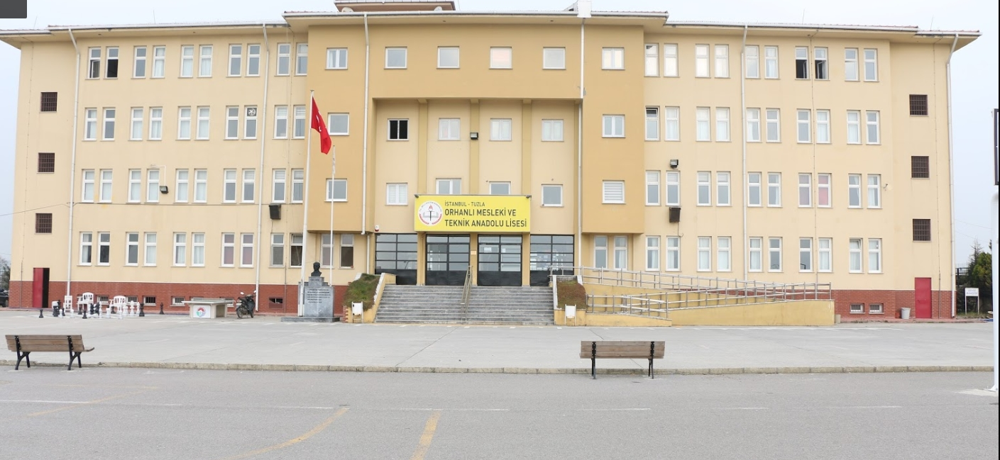 İSTANBUL - TUZLA
ORHANLI MESLEKİ VE
TEKNİK ANADOLU LİSESİ